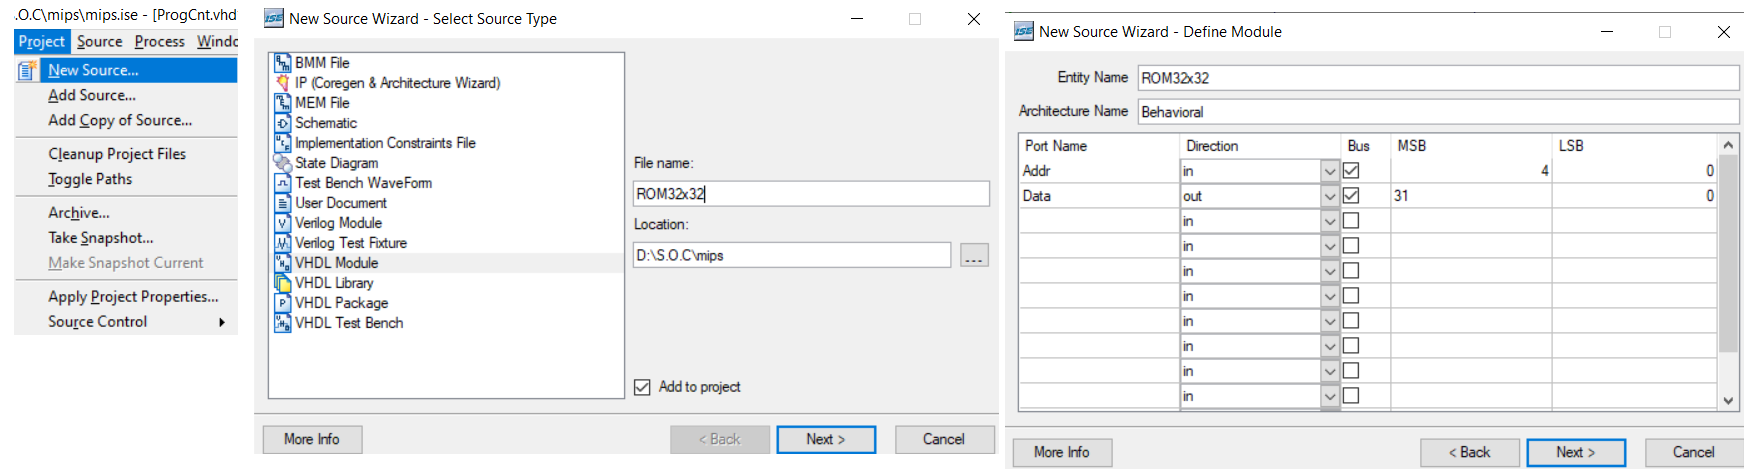 .O.C\mips\mips.ise - [ProgCnt.vhd
Project Source Process Windo
New Source...
Add Source...
Add Copy of Source...
Cleanup Project Files
Toggle Paths
Archive...
Take Snapshot...
Make Snapshot Current
Apply Project Properties...
Source Control
ISE New Source Wizard - Select Source Type
BMM File
IP (Coregen & Architecture Wizard)
MEM File
Schematic
Implementation Constraints File
State Diagram
Test Bench WaveForm
User Document
Verilog Module
Verilog Test Fixture
VHDL Module
VHDL Library
VHDL Package
VHDL Test Bench
File name:
ROM32x32
Location:
D:\S.O.C\mips
...
Add to project
More Info
< Back
Next >
Cancel
ISE New Source Wizard - Define Module
Entity Name ROM32x32
Architecture Name Behavioral
Port Name Direction Bus MSB LSB
Addr in 4 0
Data out 31 0
in
in
in
in
in
in
in
in
More Info
< Back
Next >
Cancel